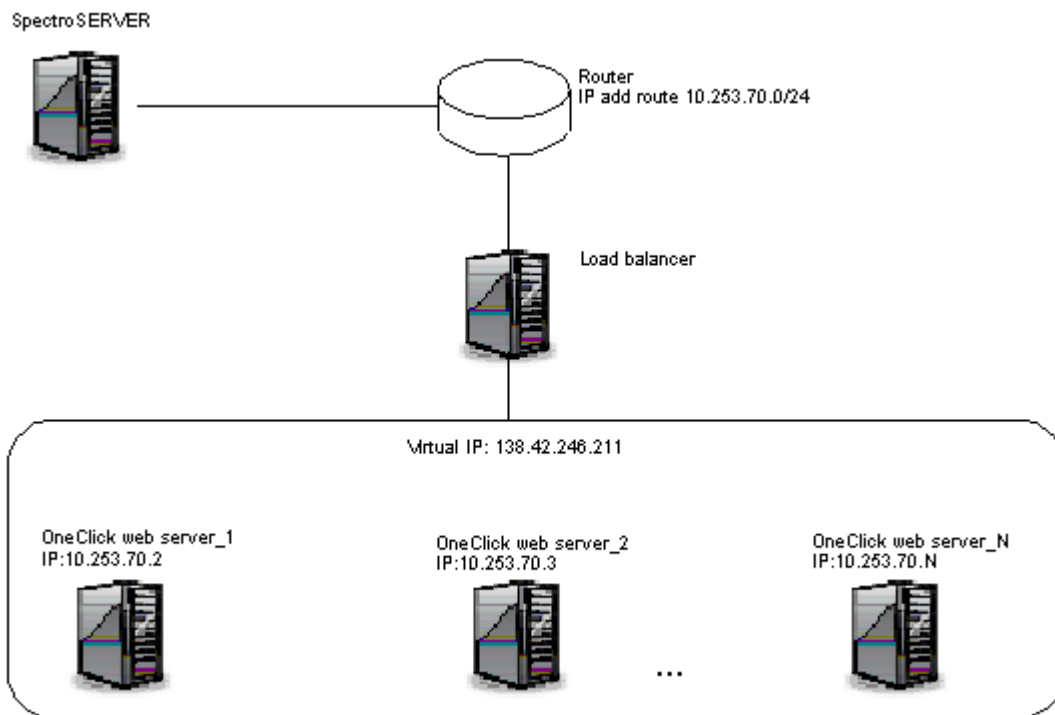 SpectroSERVER
Router
IP add route 10.253.70.0/24
Load balancer
Virtual IP: 138.42.246.211
OneClick web server_1
IP:10.253.70.2
OneClick web server_2
IP:10.253.70.3
OneClick web server_N
IP:10.253.70.N
...